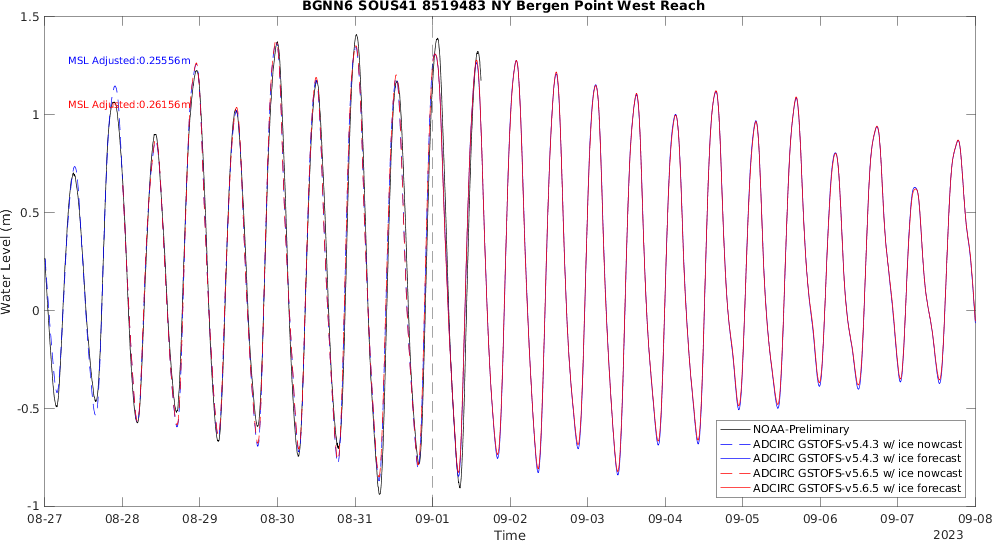 BGNN6 SOUS41 8519483 NY Bergen Point West Reach
1.5
MSL Adjusted:0.25556m
MSL Adjusted:0.26156m
1
0.5
Water Level (m)
0
-0.5
NOAA-Preliminary
ADCIRC GSTOFS-v5.4.3 w/ ice nowcast
ADCIRC GSTOFS-v5.4.3 w/ ice forecast
ADCIRC GSTOFS-v5.6.5 w/ ice nowcast
ADCIRC GSTOFS-v5.6.5 w/ ice forecast
-1
08-27 08-28 08-29 08-30 08-31 09-01 09-02 09-03 09-04 09-05 09-06 09-07 09-08
Time
2023